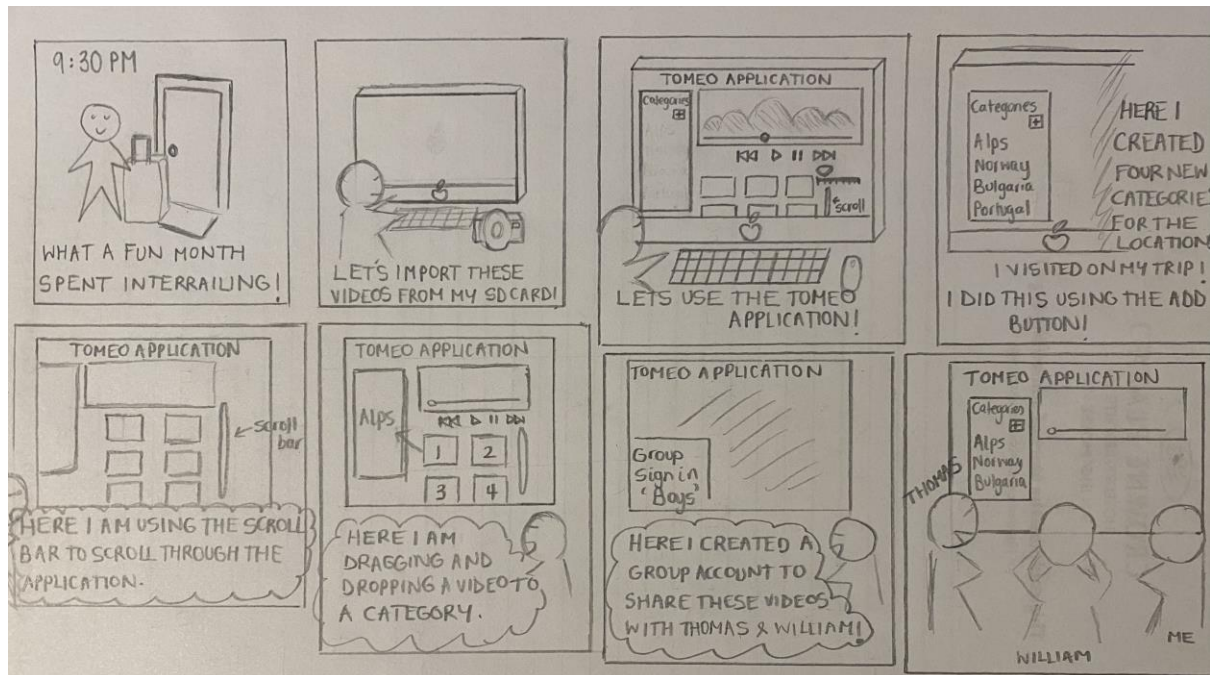 9:30 PM
WHAT A FUN MONTH
SPENT INTERRAILING!
LET'S IMPORT THESE
VIDEOS FROM MY SD CARD!
TOMEO APPLICATION
Categories
scroll
LETS USE THE TOMEO
APPLICATION!
Categories
Alps
Norway
Bulgaria
Portugal
HERE I
CREATED
FOUR NEW
CATEGORIE
FOR THE
LOCATION
I VISITED ON MY TRIP!
I DID THIS USING THE ADD
BUTTON!
TOMEO APPLICATION
scroll
bar
HERE I AM USING THE SCROLL
BAR TO SCROLL THROUGH THE
APPLICATION.
TOMEO APPLICATION
Alps
1 2
3 4
HERE I AM
DRAGGING AND
DROPPING A VIDEO TO
A CATEGORY.
TOMEO APPLICATION
Group
Sign in
'Boys'
HERE I CREATED A
GROUP ACCOUNT TO
SHARE THESE VIDEOS
WITH THOMAS & WILLIAM!
TOMEO APPLICATION
Categories
Alps
Norway
Bulgaria
THOMAS
ME
WILLIAM